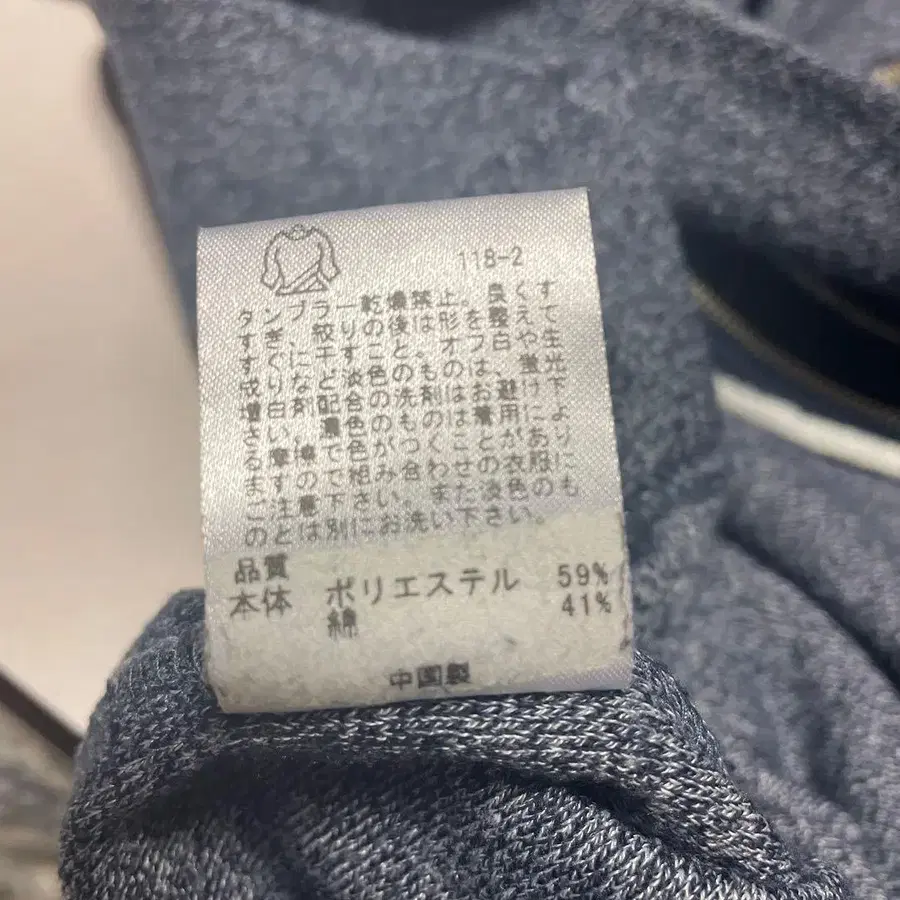 118-2
タンブラー乾燥禁止。良くす
すぎ、絞りの後は形を整えて
すぐに干すこと。オフ白や生
成りなど淡色のものは、蛍光
増白剤配合の洗剤はお避け下
さい。濃色のものは着用によ
る摩擦で色がつくことがあり
ますので組み合わせの衣服に
ご注意下さい。また淡色のも
のとは別にお洗い下さい。
品質
本体 ポリエステル 59%
綿 41%
中国製